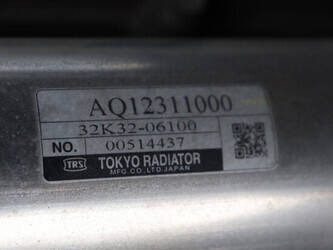 AQ12311000
32K32-06100
NO. 00514437
TRS TOKYO RADIATOR
MFG.CO.,LTD.JAPAN